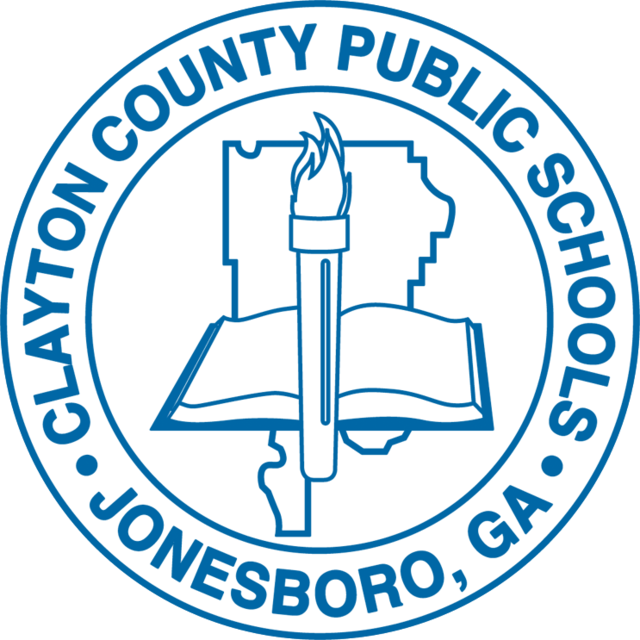 CLAYTON COUNTY PUBLIC SCHOOLS
• JONESBORO, GA •